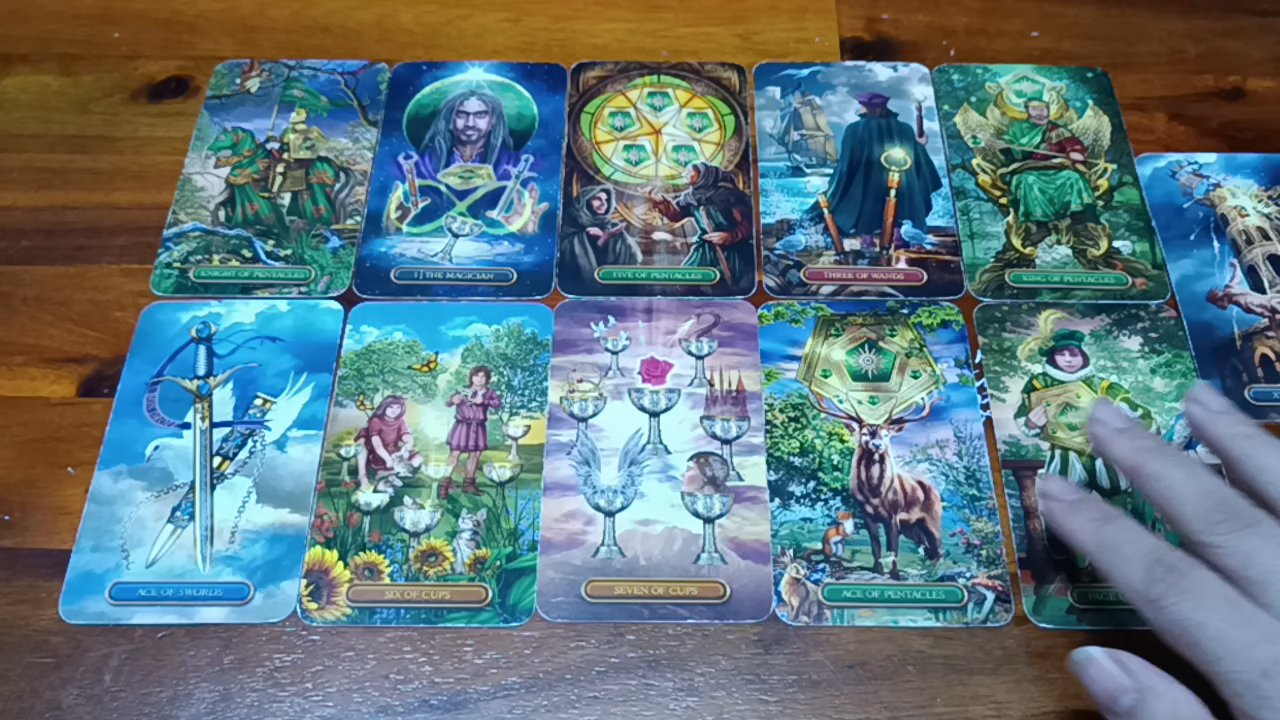 KNIGHT OF PENTACLES
I | THE MAGICIAN
FIVE OF PENTACLES
THREE OF WANDS
KING OF PENTACLES
ACE OF SWORDS
SIX OF CUPS
SEVEN OF CUPS
ACE OF PENTACLES
PAGE